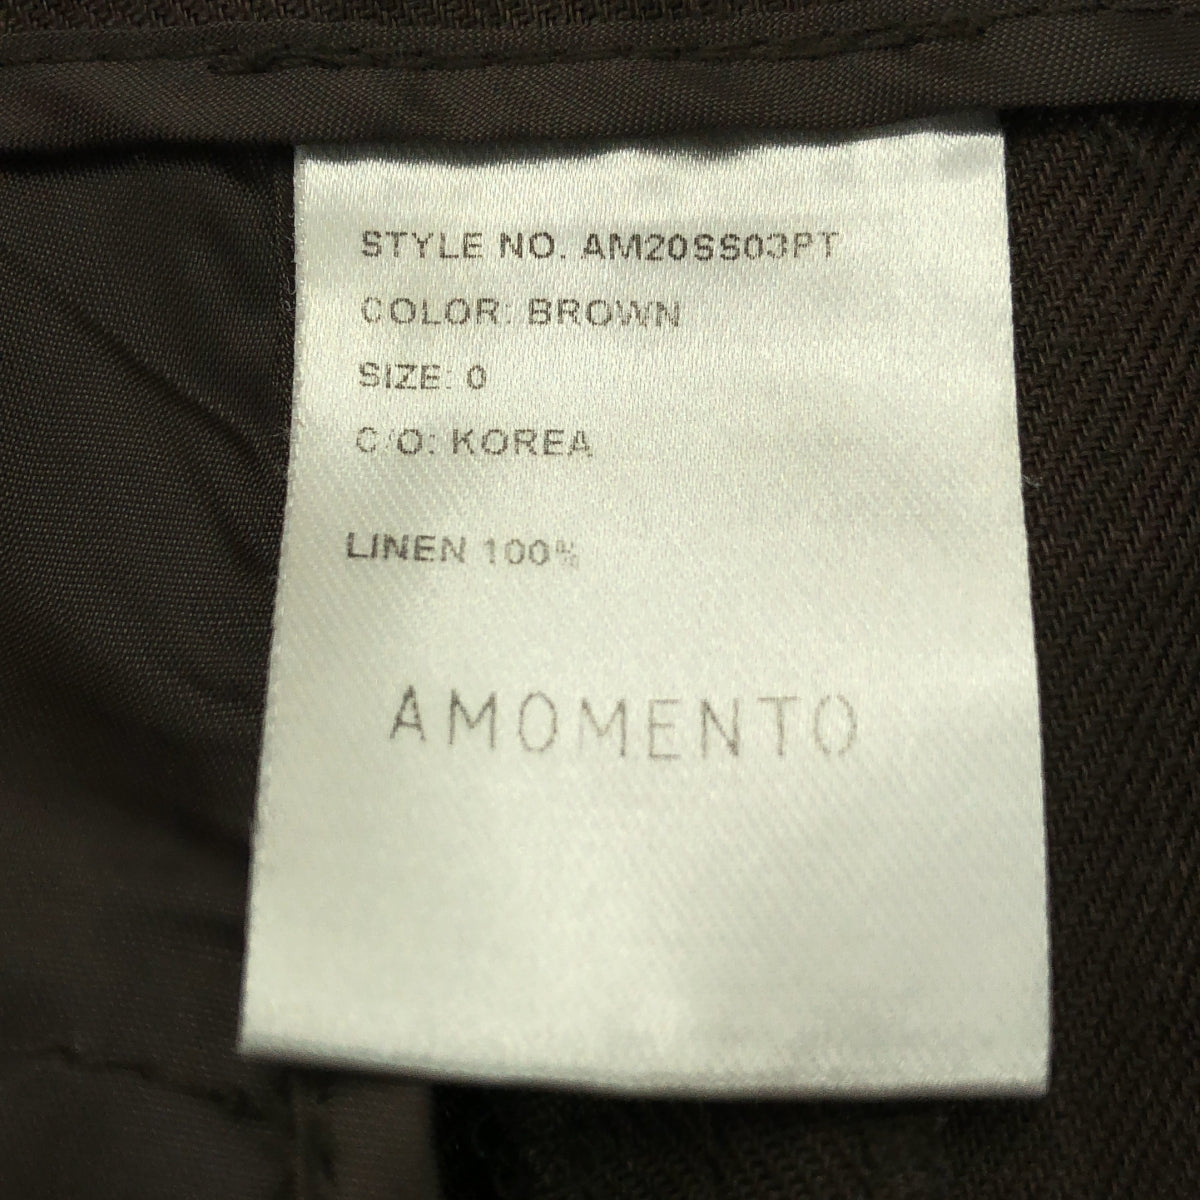 STYLE NO. AM20SS03PT
COLOR: BROWN
SIZE: 0
C/O: KOREA
LINEN 100%
AMOMENTO